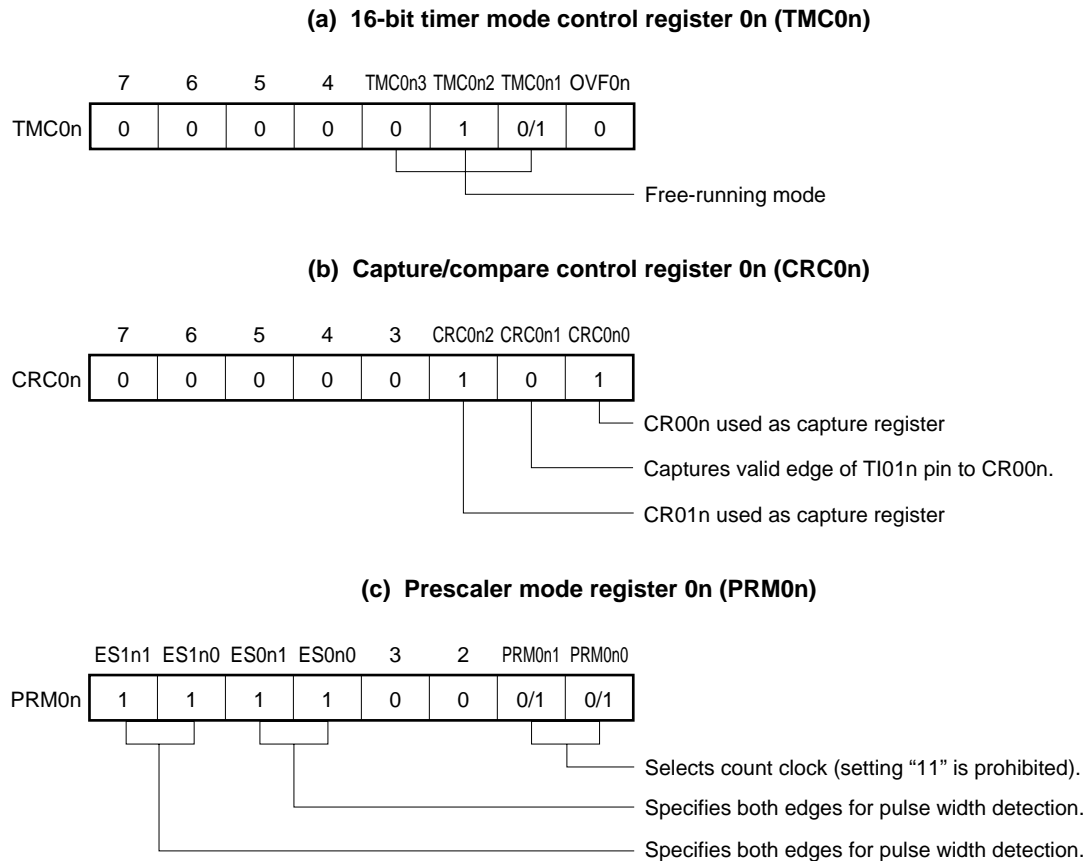 (a) 16-bit timer mode control register 0n (TMC0n)
7 6 5 4 TMC0n3 TMC0n2 TMC0n1 OVF0n
TMC0n 0 0 0 0 0 1 0/1 0
Free-running mode
(b) Capture/compare control register 0n (CRC0n)
7 6 5 4 3 CRC0n2 CRC0n1 CRC0n0
CRC0n 0 0 0 0 0 1 0 1
CR00n used as capture register
Captures valid edge of TI01n pin to CR00n.
CR01n used as capture register
(c) Prescaler mode register 0n (PRM0n)
ES1n1 ES1n0 ES0n1 ES0n0 3 2 PRM0n1 PRM0n0
PRM0n 1 1 1 1 0 0 0/1 0/1
Selects count clock (setting “11” is prohibited).
Specifies both edges for pulse width detection.
Specifies both edges for pulse width detection.